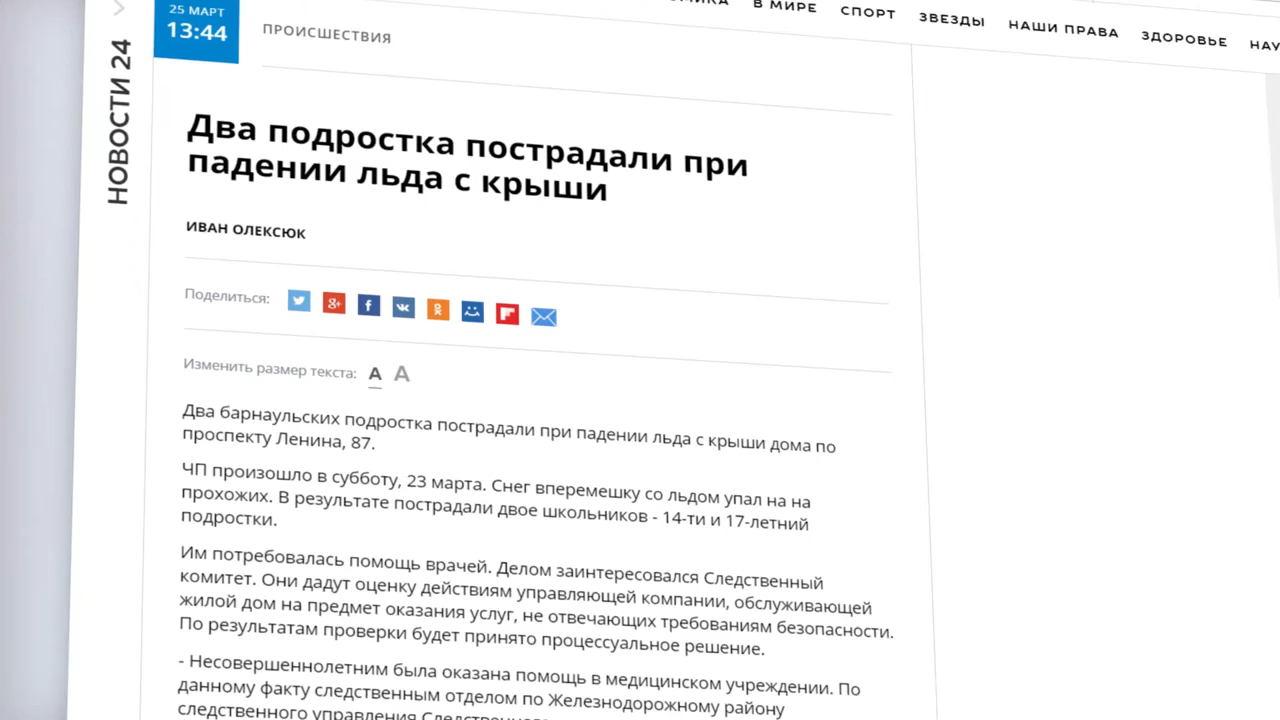 25 МАРТ
13:44
В МИРЕ СПОРТ ЗВЕЗДЫ НАШИ ПРАВА ЗДОРОВЬЕ
ПРОИСШЕСТВИЯ
НОВОСТИ 24
Два подростка пострадали при
падении льда с крыши
ИВАН ОЛЕКСЮК
Поделиться:
Изменить размер текста: А А
Два барнаульских подростка пострадали при падении льда с крыши дома по
проспекту Ленина, 87.
ЧП произошло в субботу, 23 марта. Снег вперемешку со льдом упал на на
прохожих. В результате пострадали двое школьников - 14-ти и 17-летний
подростки.
Им потребовалась помощь врачей. Делом заинтересовался Следственный
комитет. Они дадут оценку действиям управляющей компании, обслуживающей
жилой дом на предмет оказания услуг, не отвечающих требованиям безопасности.
По результатам проверки будет принято процессуальное решение.
- Несовершеннолетним была оказана помощь в медицинском учреждении. По
данному факту следственным отделом по Железнодорожному району
следственного управления